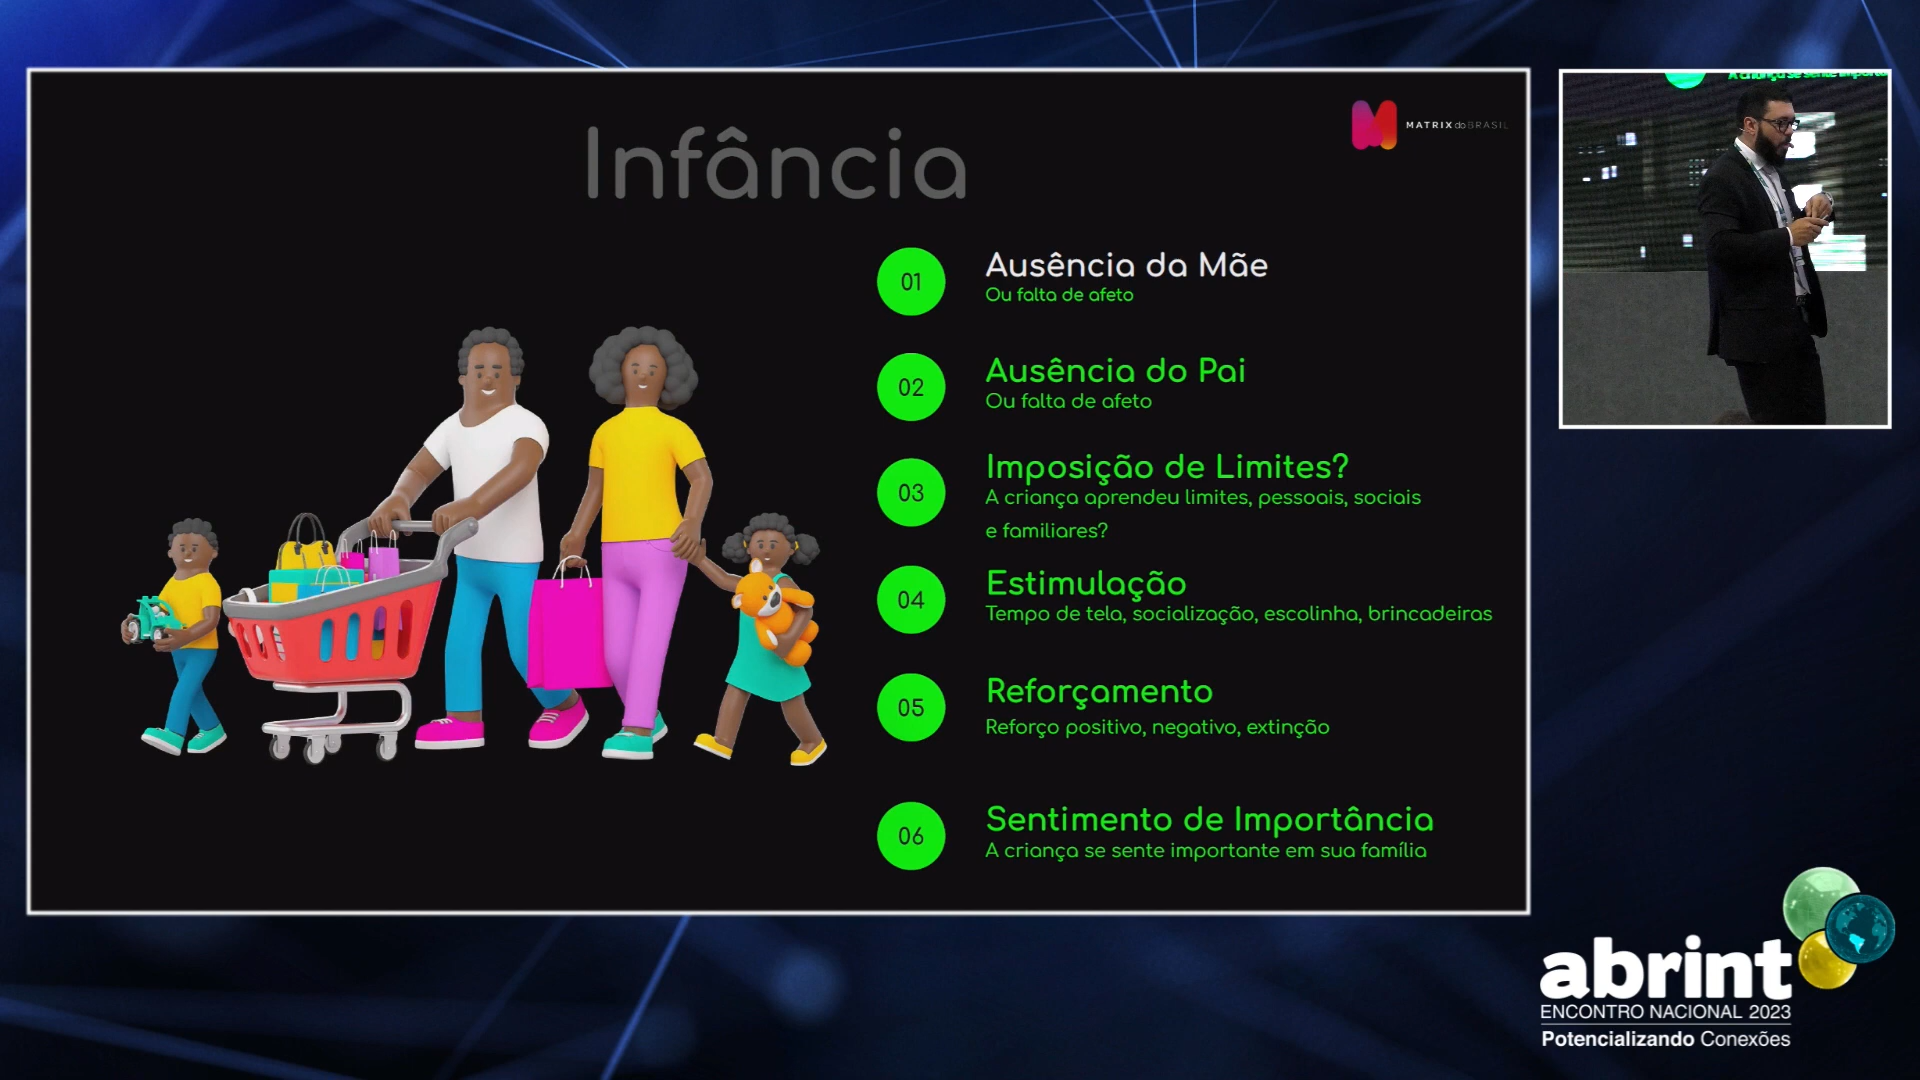 Infância
MATRIX do BRASIL
01
Ausência da Mãe
Ou falta de afeto
02
Ausência do Pai
Ou falta de afeto
03
Imposição de Limites?
A criança aprendeu limites, pessoais, sociais
e familiares?
04
Estimulação
Tempo de tela, socialização, escolinha, brincadeiras
05
Reforçamento
Reforço positivo, negativo, extinção
06
Sentimento de Importância
A criança se sente importante em sua família
A criança se sente
abrint
ENCONTRO NACIONAL 2023
Potencializando Conexões